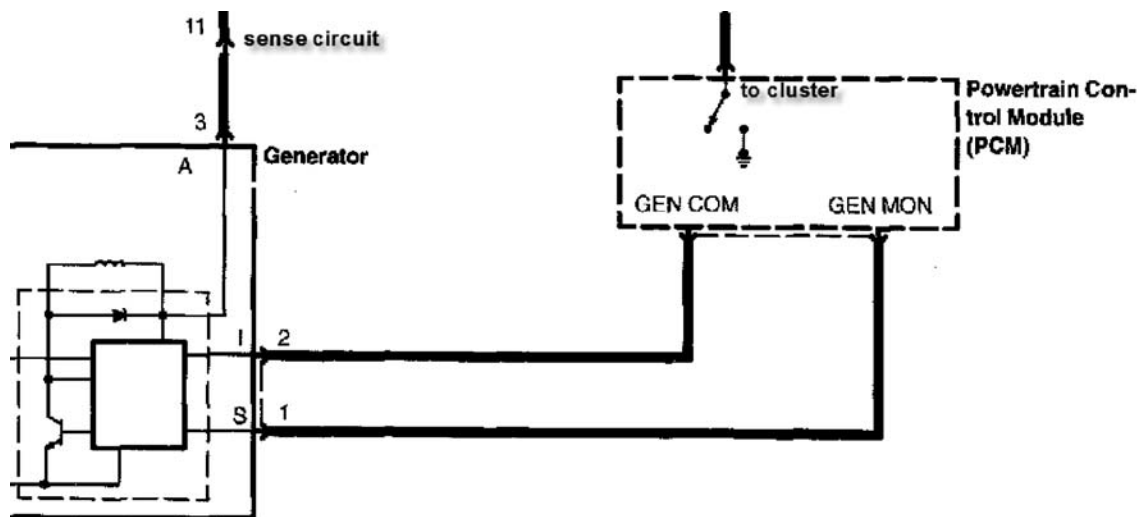 11
sense circuit
to cluster
Powertrain Con-
trol Module
(PCM)
3
A
Generator
GEN COM
GEN MON
I
2
S
1